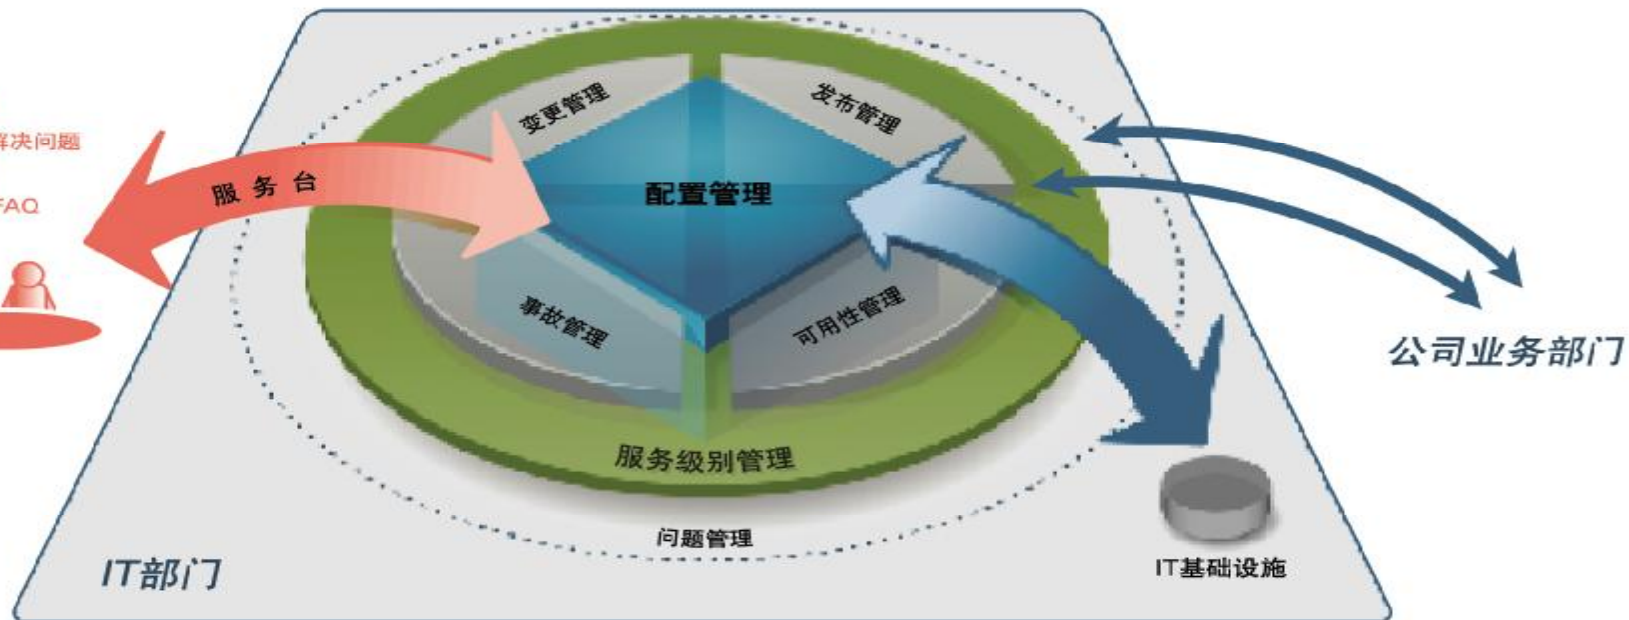 变更管理
发布管理
解决问题
服务台
配置管理
FAQ
事故管理
可用性管理
公司业务部门
服务级别管理
问题管理
IT部门
IT基础设施